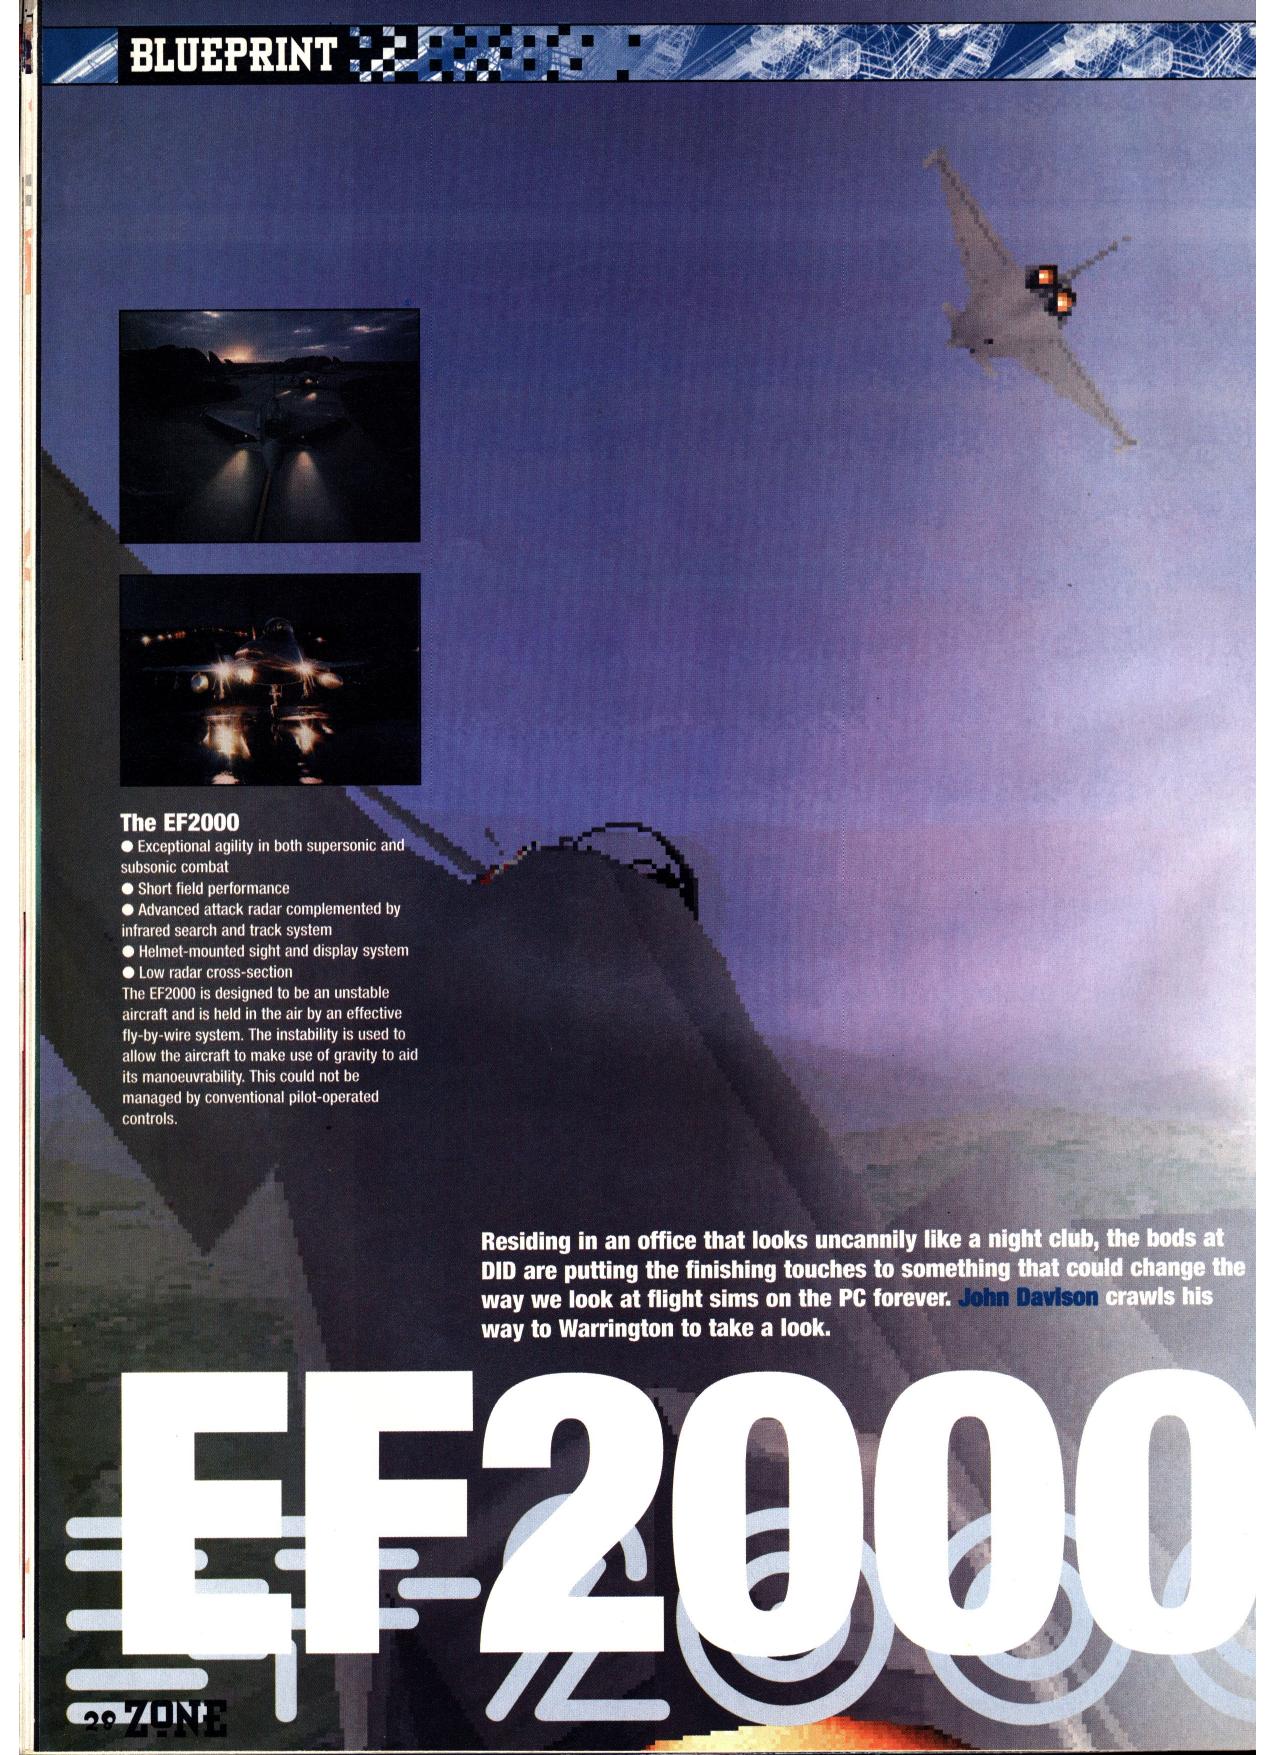 BLUEPRINT
The EF2000
● Exceptional agility in both supersonic and
subsonic combat
● Short field performance
● Advanced attack radar complemented by
infrared search and track system
● Helmet-mounted sight and display system
● Low radar cross-section
The EF2000 is designed to be an unstable
aircraft and is held in the air by an effective
fly-by-wire system. The instability is used to
allow the aircraft to make use of gravity to aid
its manoeuvrability. This could not be
managed by conventional pilot-operated
controls.
Residing in an office that looks uncannily like a night club, the bods at
DID are putting the finishing touches to something that could change the
way we look at flight sims on the PC forever. John Davison crawls his
way to Warrington to take a look.
EF2000
28 ZONE